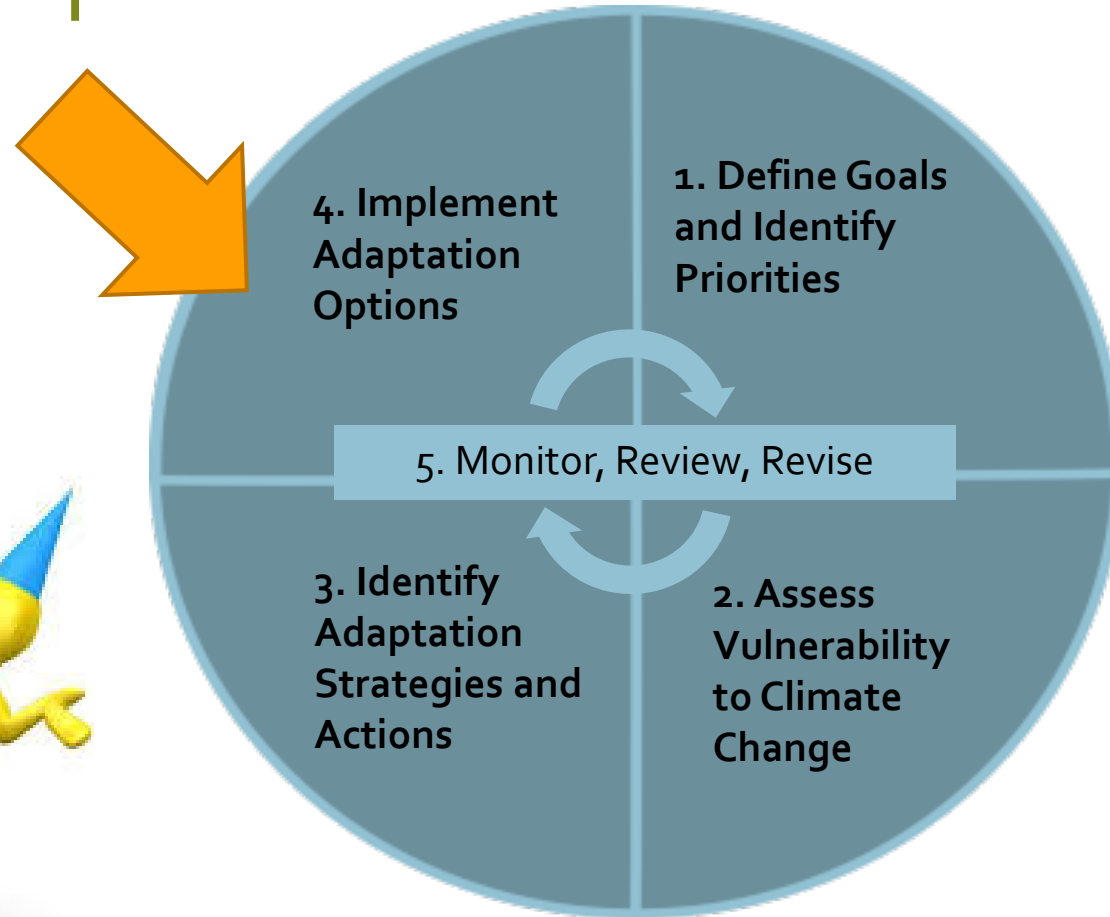 4. Implement
Adaptation
Options
1. Define Goals
and Identify
Priorities
5. Monitor, Review, Revise
3. Identify
Adaptation
Strategies and
Actions
2. Assess
Vulnerability
to Climate
Change